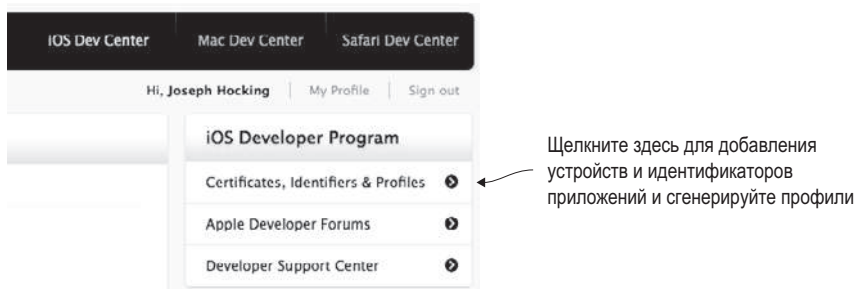 iOS Dev Center Mac Dev Center Safari Dev Center
Hi, Joseph Hocking My Profile Sign out
iOS Developer Program
Certificates, Identifiers & Profiles
Apple Developer Forums
Developer Support Center
Щелкните здесь для добавления
устройств и идентификаторов
приложений и сгенерируйте профили